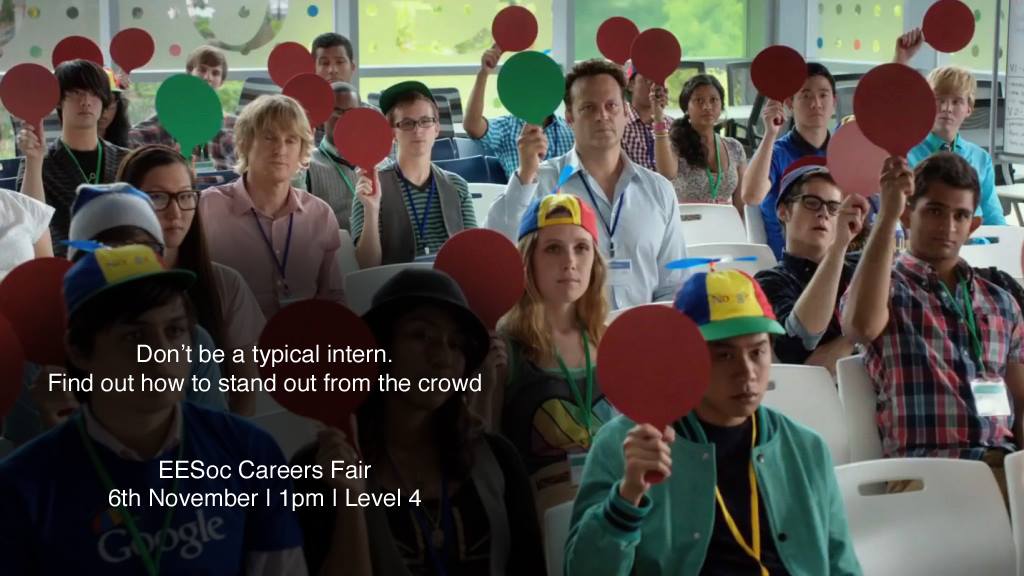 Don't be a typical intern.
Find out how to stand out from the crowd
EESoc Careers Fair
6th November | 1pm | Level 4
Google